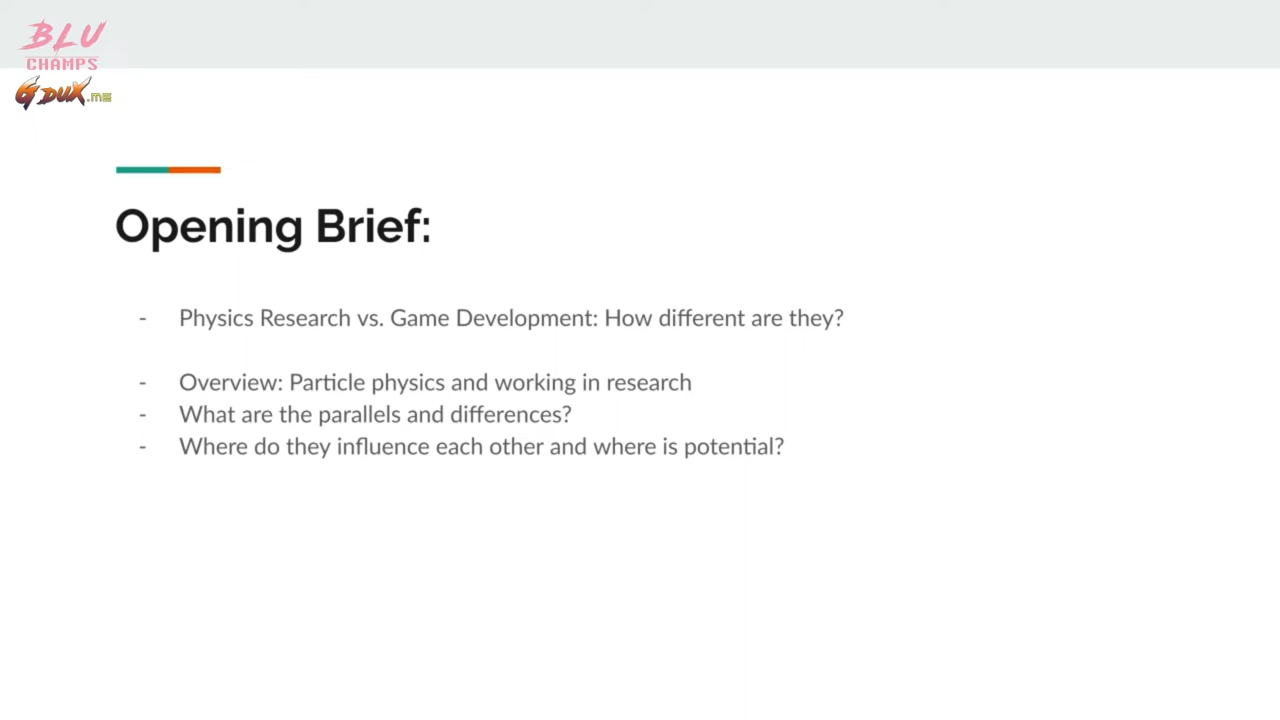 BLU
CHAMPS
G DUX.ME
Opening Brief:
- Physics Research vs. Game Development: How different are they?
- Overview: Particle physics and working in research
- What are the parallels and differences?
- Where do they influence each other and where is potential?